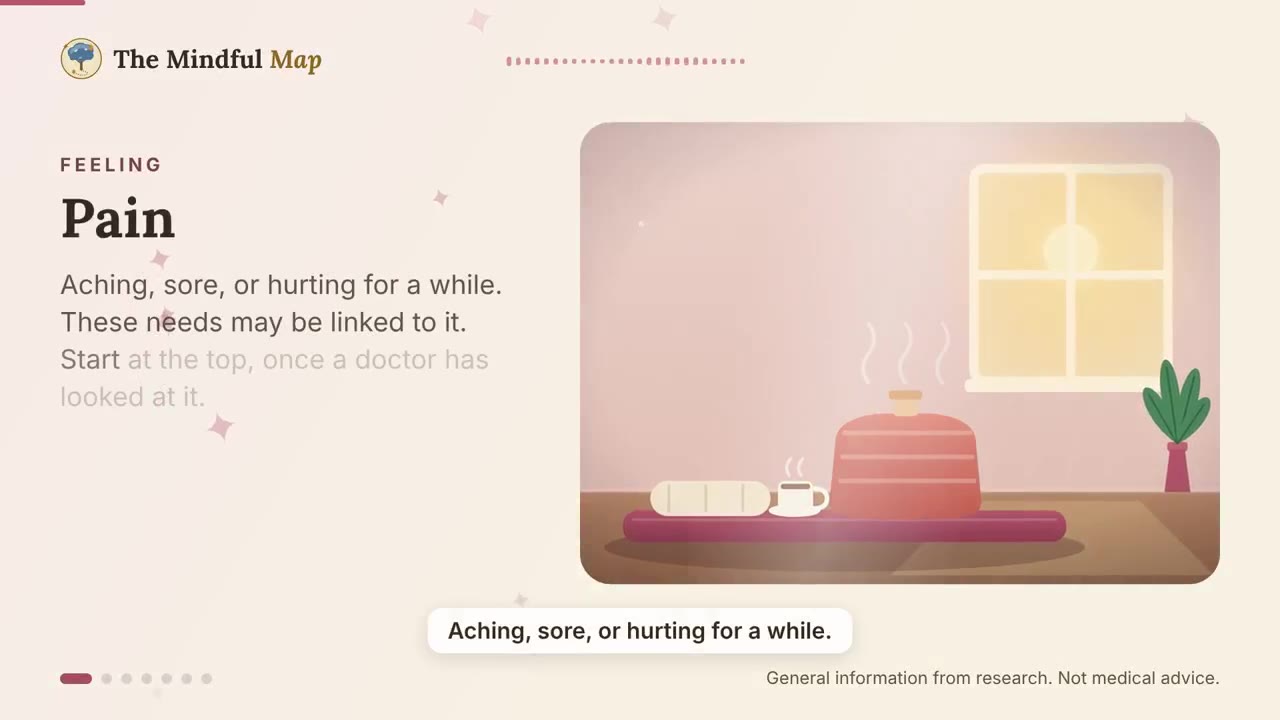 The Mindful Map
FEELING
Pain
Aching, sore, or hurting for a while.
These needs may be linked to it.
Start at the top, once a doctor has
looked at it.
Aching, sore, or hurting for a while.
General information from research. Not medical advice.